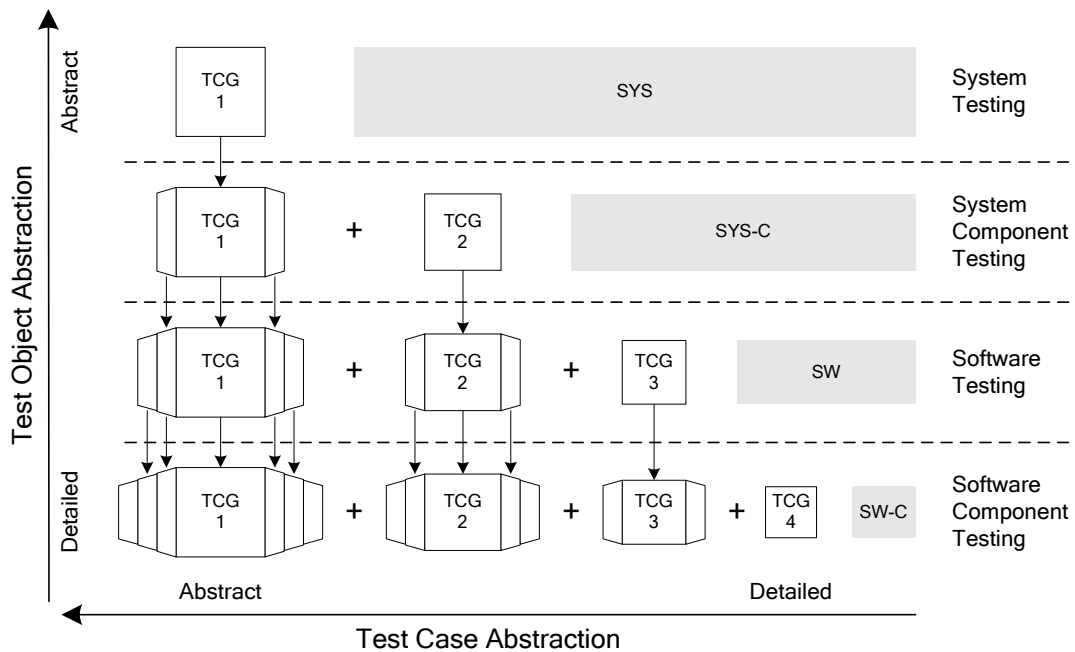 Test Object Abstraction
Abstract
Detailed
TCG
1
SYS
System
Testing
TCG
1
+
TCG
2
SYS-C
System
Component
Testing
TCG
1
+
TCG
2
+
TCG
3
SW
Software
Testing
TCG
1
+
TCG
2
+
TCG
3
+
TCG
4
SW-C
Software
Component
Testing
Abstract
Detailed
Test Case Abstraction